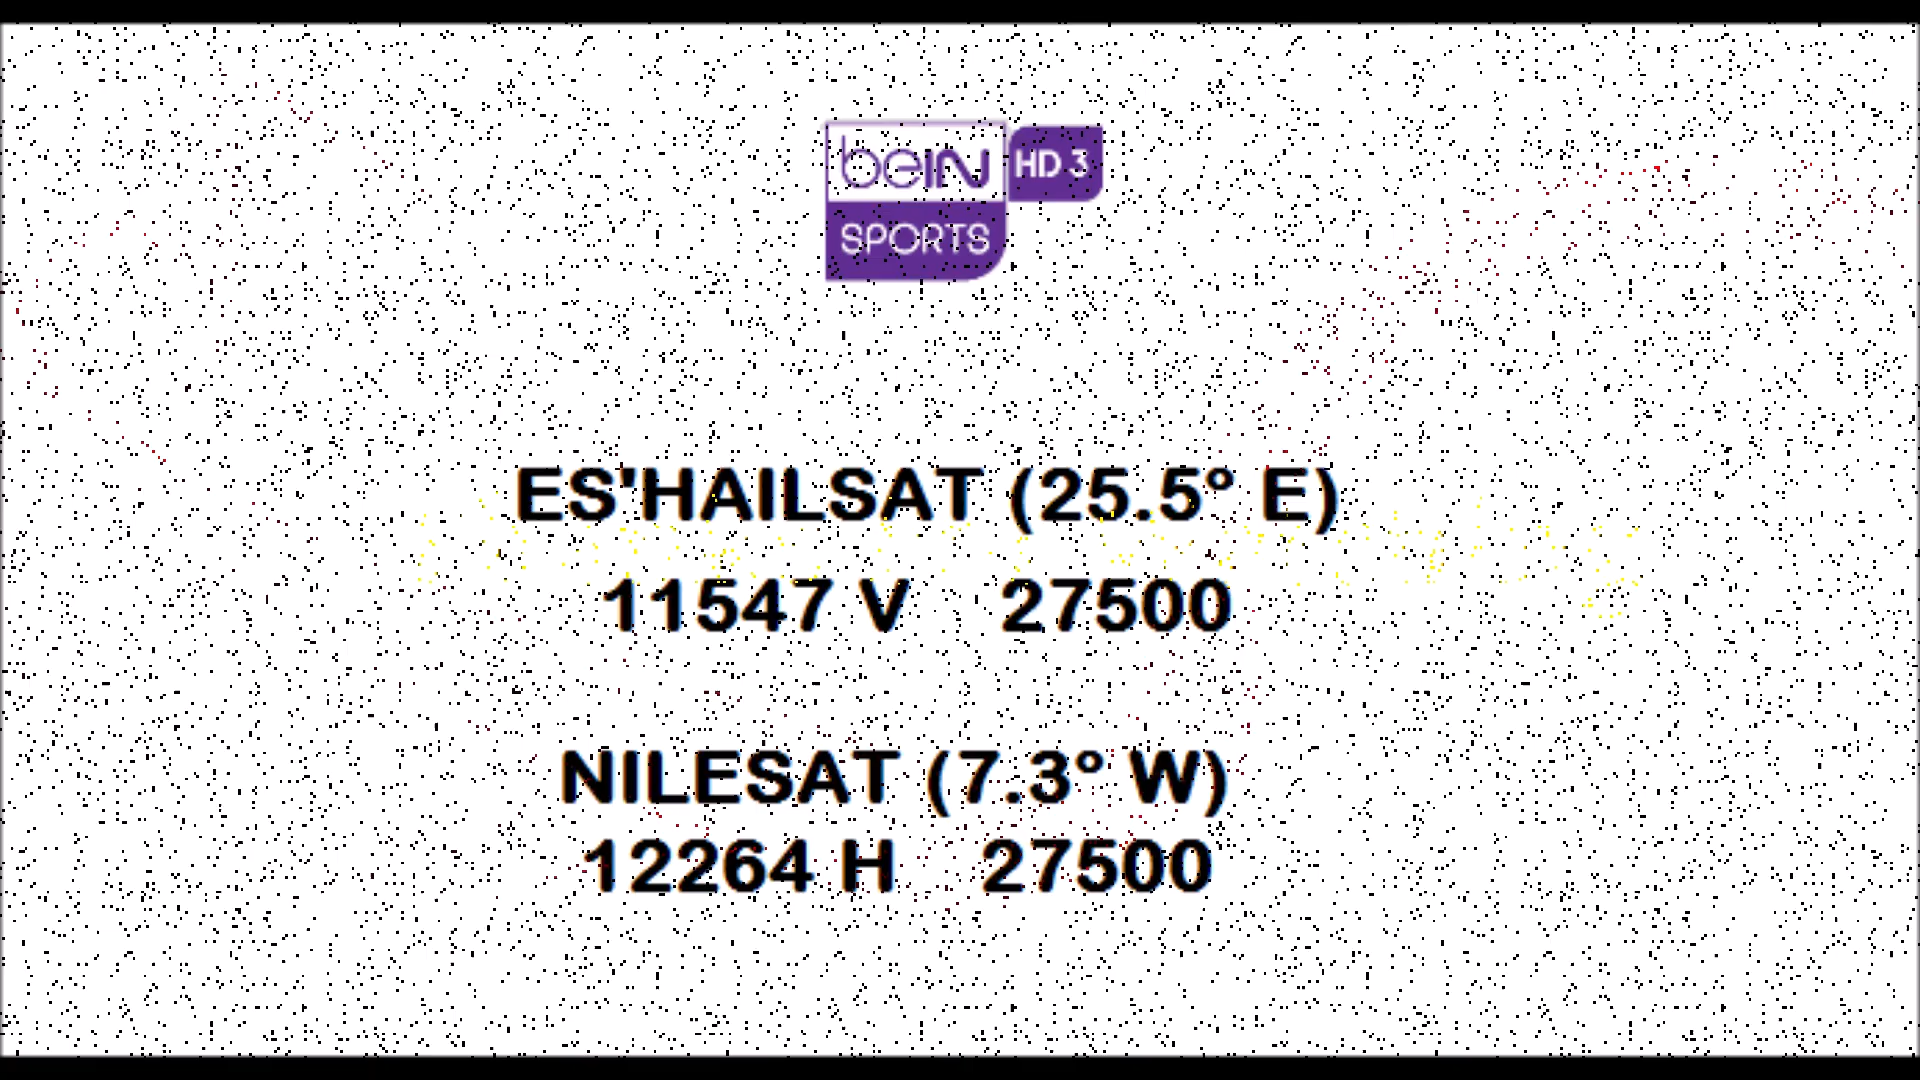 beIN HD 3
SPORTS
ES'HAILSAT (25.5° E)
11547 V 27500
NILESAT (7.3° W)
12264 H 27500